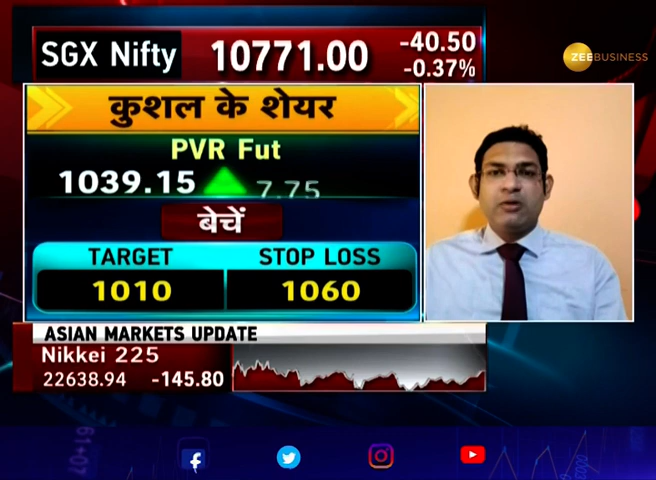 SGX Nifty 10771.00 -40.50
-0.37%
ZEEBUSINESS
कुशल के शेयर
PVR Fut
1039.15 7.75
बेचें
TARGET STOP LOSS
1010 1060
ASIAN MARKETS UPDATE
Nikkei 225
22638.94 -145.80